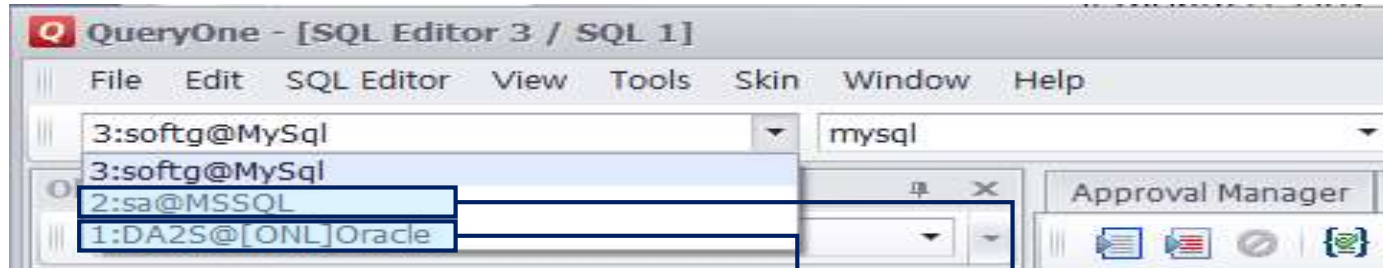 QueryOne - [SQL Editor 3 / SQL 1]
File Edit SQL Editor View Tools Skin Window Help
3:softg@MySql mysql
3:softg@MySql
2:sa@MSSQL
Approval Manager
1:DA2S@[ONL]Oracle